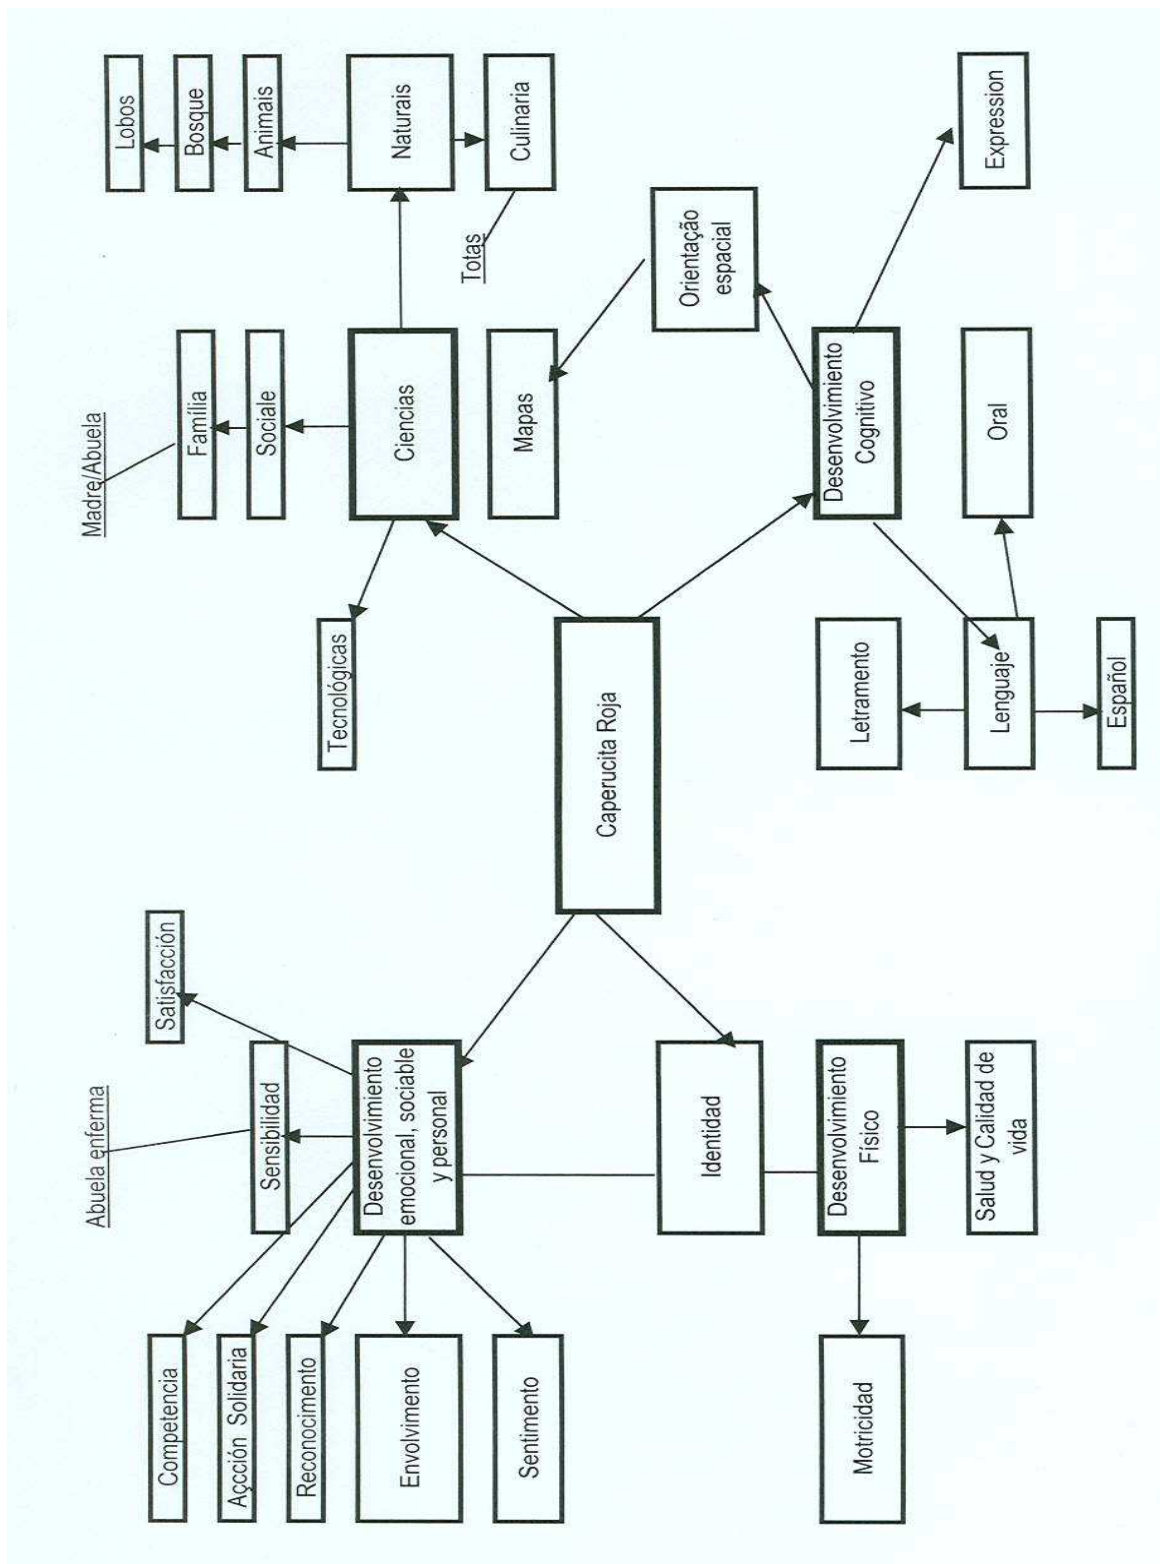 Abuela enferma
Madre/Abuela
Lobos
Competencia
Satisfacción
Família
Bosque
Açcción Solidaria
Sensibilidad
Sociale
Animais
Reconocimento
Tecnológicas
Envolvimento
Desenvolvimiento
emocional, sociable
y personal
Ciencias
Naturais
Totas
Sentimento
Mapas
Culinaria
Caperucita Roja
Identidad
Orientação
espacial
Motricidad
Desenvolvimiento
Físico
Letramento
Desenvolvimiento
Cognitivo
Salud y Calidad de
vida
Lenguaje
Oral
Expression
Español